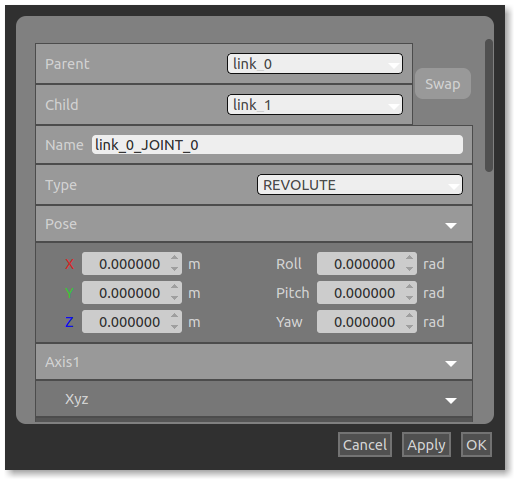 Parent link_0
Swap
Child link_1
Name link_0_JOINT_0
Type REVOLUTE
Pose
X 0.000000 m Roll 0.000000 rad
Y 0.000000 m Pitch 0.000000 rad
Z 0.000000 m Yaw 0.000000 rad
Axis1
Xyz
Cancel Apply OK